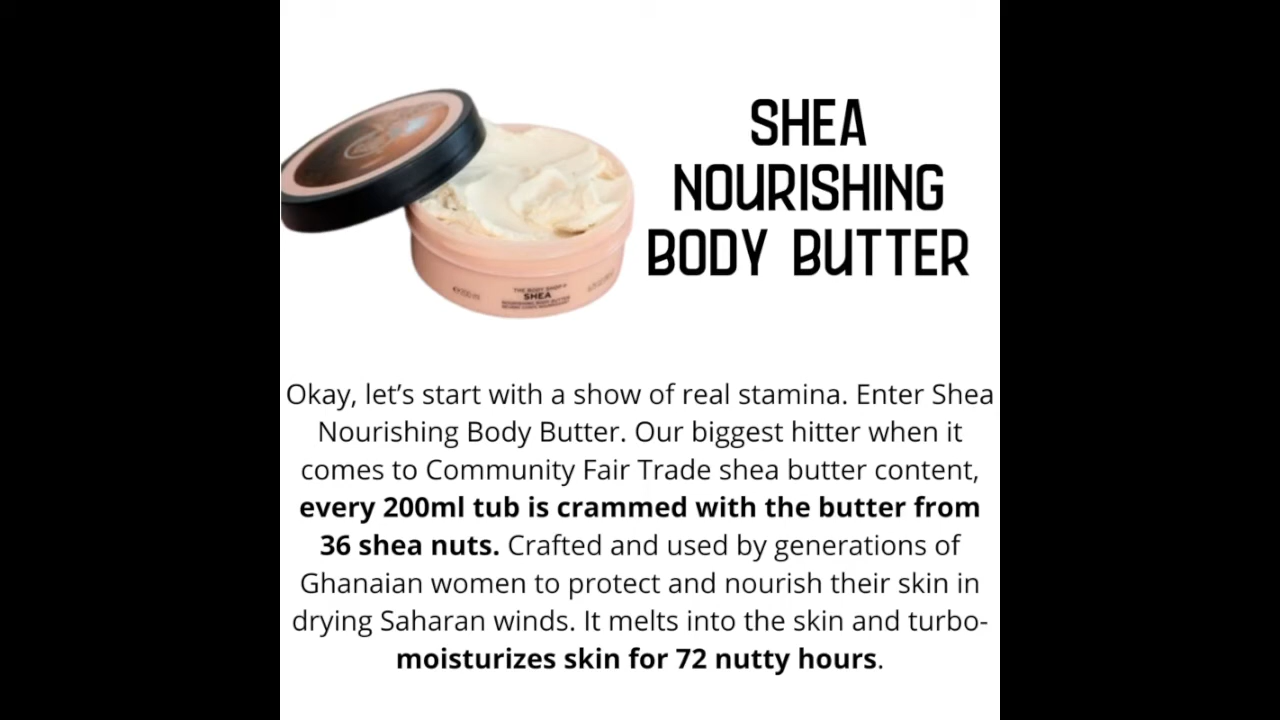 SHEA
NOURISHING
BODY BUTTER
THE BODY SHOP
SHEA
NOURISHING BODY BUTTER
Okay, let’s start with a show of real stamina. Enter Shea
Nourishing Body Butter. Our biggest hitter when it
comes to Community Fair Trade shea butter content,
every 200ml tub is crammed with the butter from
36 shea nuts. Crafted and used by generations of
Ghanaian women to protect and nourish their skin in
drying Saharan winds. It melts into the skin and turbo-
moisturizes skin for 72 nutty hours.